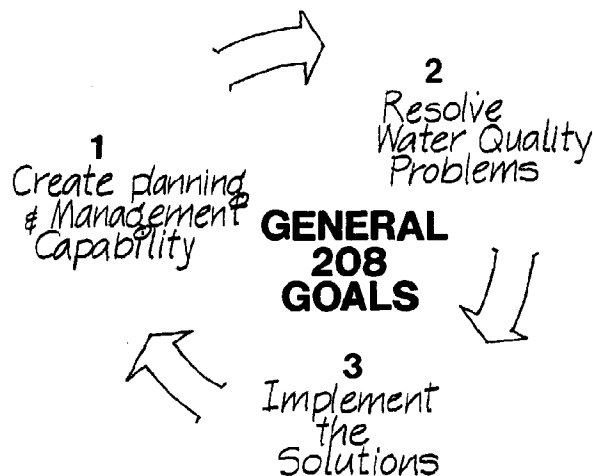 1
Create planning
& Management
Capability
2
Resolve
Water Quality
Problems
GENERAL
208
GOALS
3
Implement
the
Solutions